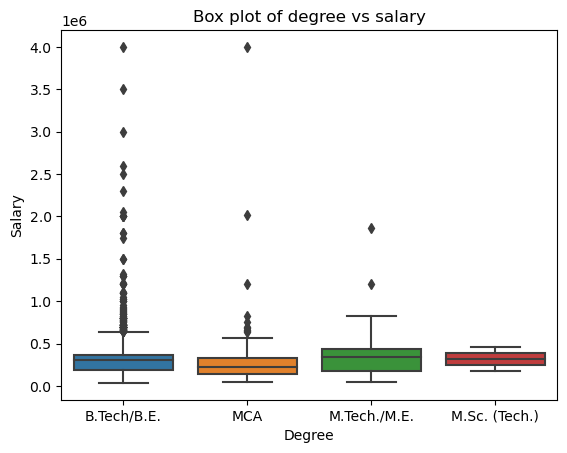 Box plot of degree vs salary
1e6
4.0
3.5
3.0
2.5
2.0
1.5
1.0
0.5
0.0
Salary
B.Tech/B.E. MCA M.Tech./M.E. M.Sc. (Tech.)
Degree